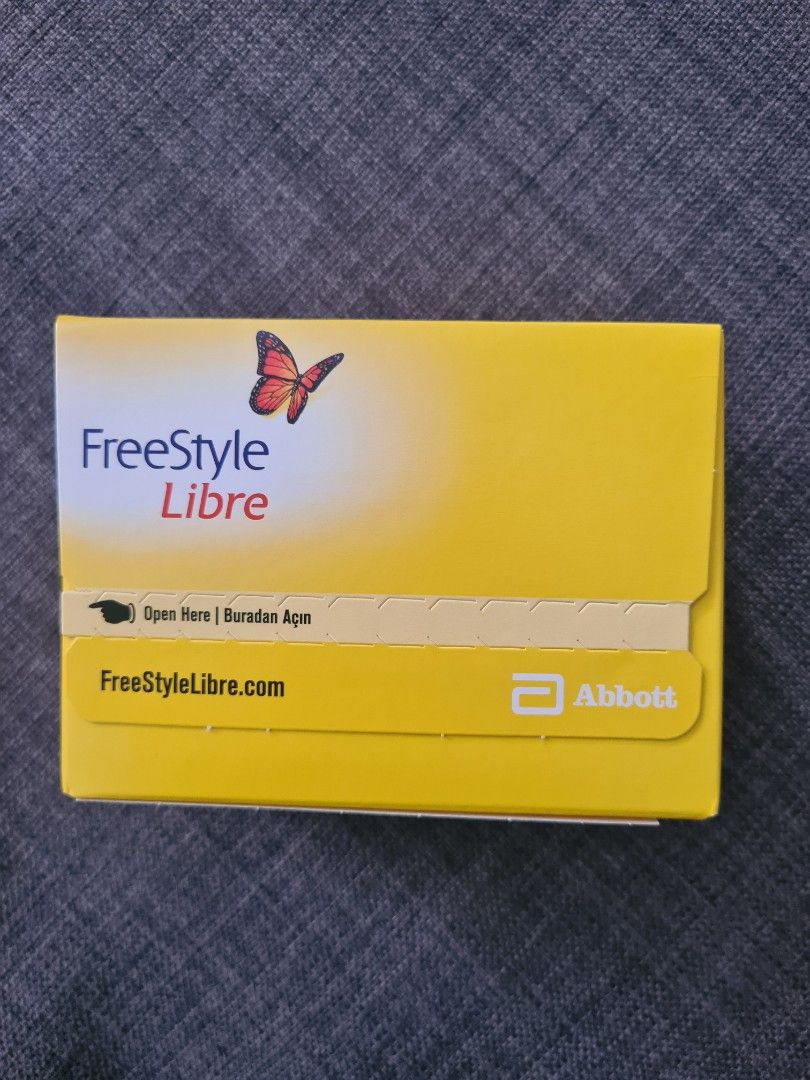 FreeStyle
Libre
Open Here | Buradan Açın
FreeStyleLibre.com
Abbott